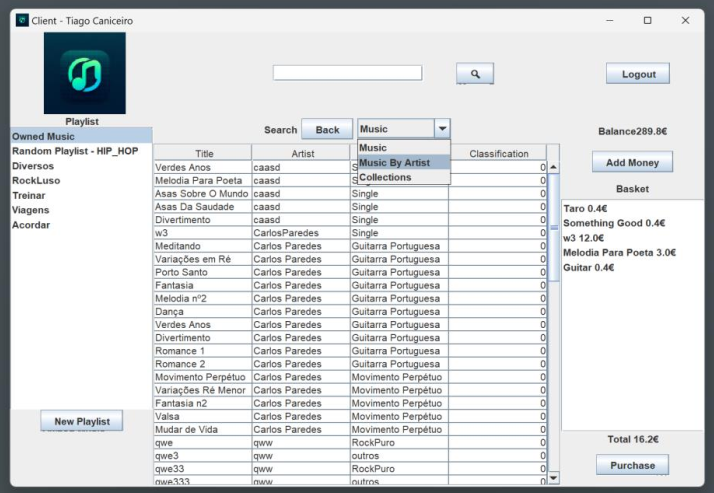 Client - Tiago Caniceiro
Logout
Playlist
Search Back Music
Balance289.8€
Music
Music By Artist
Collections
Add Money
Basket
Owned Music
Random Playlist - HIP_HOP
Diversos
RockLuso
Treinar
Viagens
Acordar
New Playlist
Title Artist Classification
Verdes Anos caasd 0
Melodia Para Poeta caasd 0
Asas Sobre O Mundo caasd Single 0
Asas Da Saudade caasd Single 0
Divertimento caasd Single 0
w3 CarlosParedes Single 0
Meditando Carlos Paredes Guitarra Portuguesa 0
Variações em Ré Carlos Paredes Guitarra Portuguesa 0
Porto Santo Carlos Paredes Guitarra Portuguesa 0
Fantasia Carlos Paredes Guitarra Portuguesa 0
Melodia nº2 Carlos Paredes Guitarra Portuguesa 0
Dança Carlos Paredes Guitarra Portuguesa 0
Verdes Anos Carlos Paredes Guitarra Portuguesa 0
Divertimento Carlos Paredes Guitarra Portuguesa 0
Romance 1 Carlos Paredes Guitarra Portuguesa 0
Romance 2 Carlos Paredes Guitarra Portuguesa 0
Movimento Perpétuo Carlos Paredes Movimento Perpétuo 0
Variações Ré Menor Carlos Paredes Movimento Perpétuo 0
Fantasia n2 Carlos Paredes Movimento Perpétuo 0
Valsa Carlos Paredes Movimento Perpétuo 0
Mudar de Vida Carlos Paredes Movimento Perpétuo 0
qwe qww RockPuro 0
qwe3 qww outros 0
qwe33 qww RockPuro 0
qwe333 qww outros 0
Taro 0.4€
Something Good 0.4€
w3 12.0€
Melodia Para Poeta 3.0€
Guitar 0.4€
Total 16.2€
Purchase